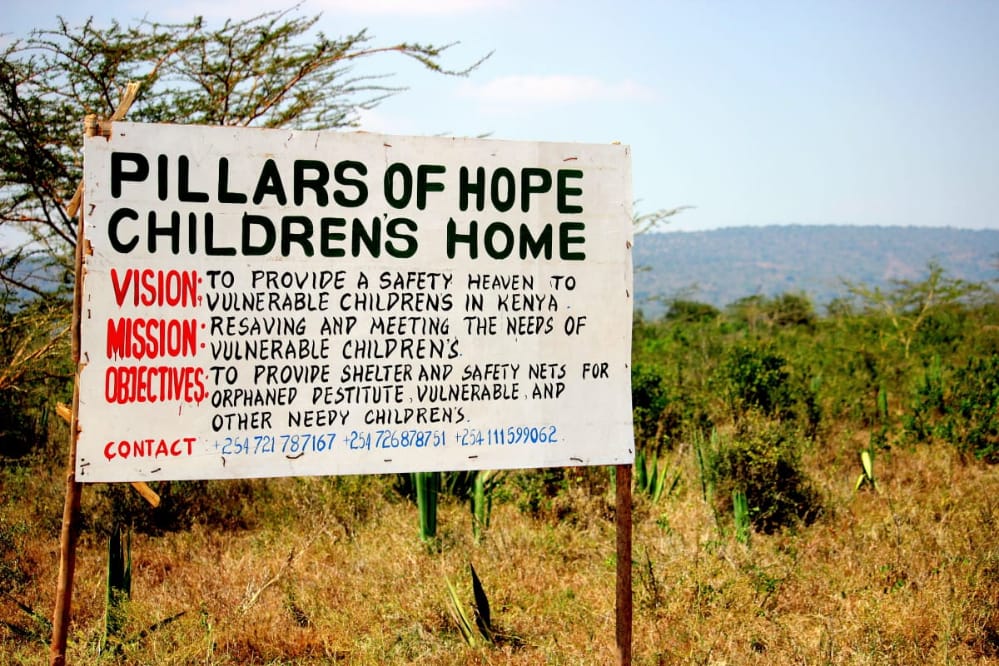 PILLARS OF HOPE
CHILDREN'S HOME
VISION: TO PROVIDE A SAFETY HEAVEN TO
VULNERABLE CHILDRENS IN KENYA.
MISSION: RESAVING AND MEETING THE NEEDS OF
VULNERABLE CHILDREN'S.
OBJECTIVES: TO PROVIDE SHELTER AND SAFETY NETS FOR
ORPHANED DESTITUTE, VULNERABLE, AND
OTHER NEEDY CHILDREN'S.
CONTACT +254 721 787167 +254 726878751 +254 111599062.